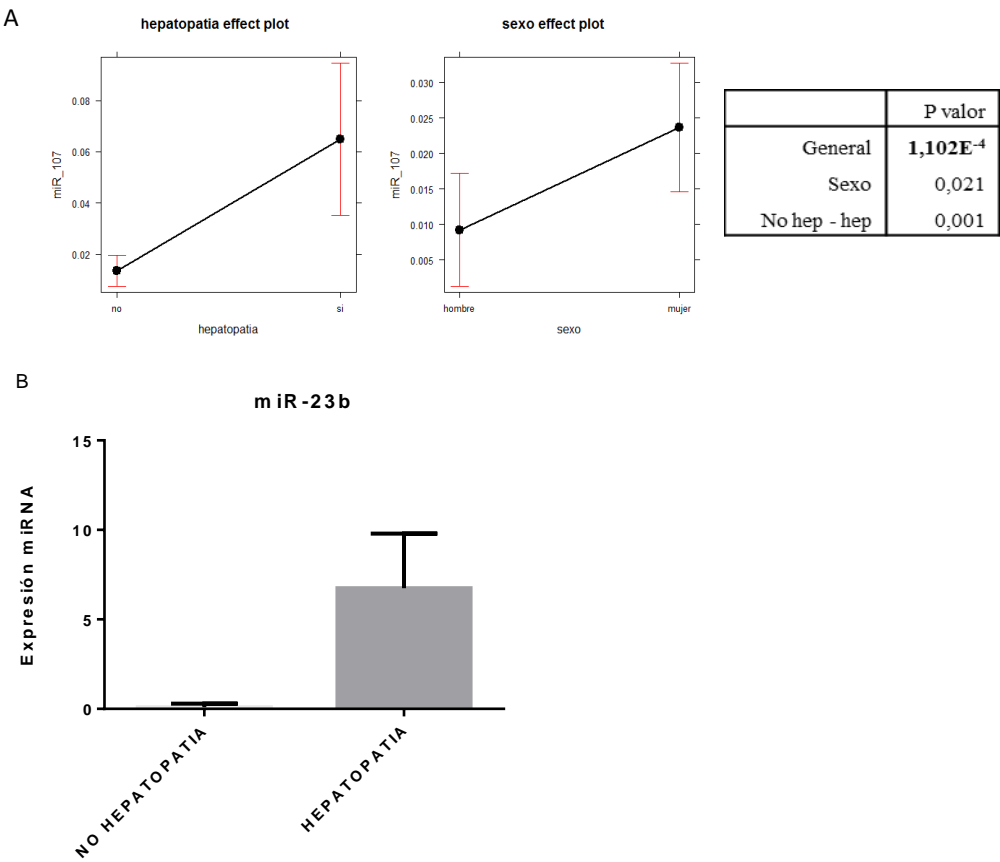 A
hepatopatia effect plot
miR_107
0.08
0.06
0.04
0.02
no
si
hepatopatia
sexo effect plot
miR_107
0.030
0.025
0.020
0.015
0.010
0.005
hombre
mujer
sexo
P valor
General 1,102E-4
Sexo 0,021
No hep - hep 0,001
B
miR-23b
Expresión miRNA
15
10
5
0
NO HEPATOPATIA
HEPATOPATIA